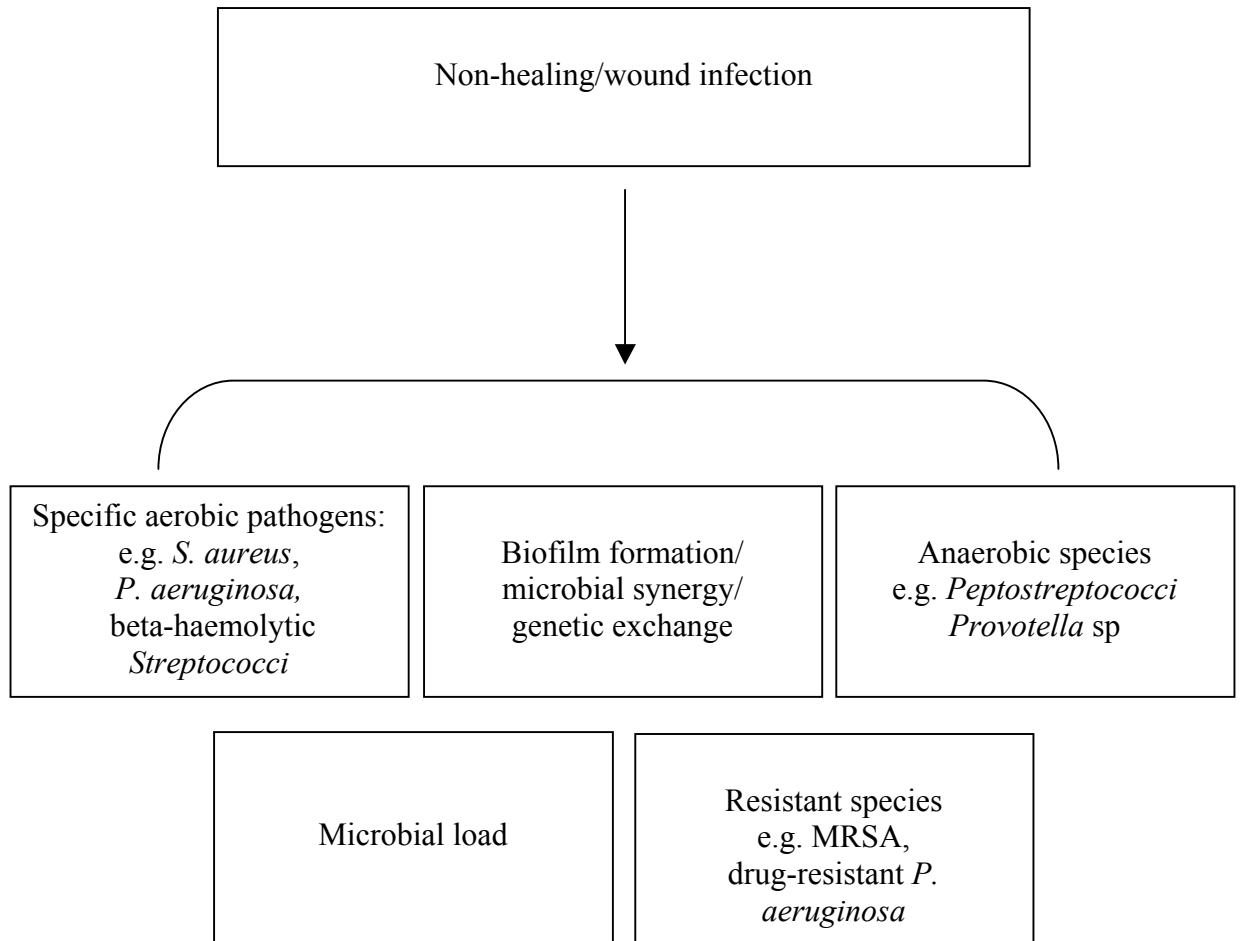 Non-healing/wound infection
Specific aerobic pathogens:
e.g. S. aureus,
P. aeruginosa,
beta-haemolytic
Streptococci
Biofilm formation/
microbial synergy/
genetic exchange
Anaerobic species
e.g. Peptostreptococci
Provotella sp
Microbial load
Resistant species
e.g. MRSA,
drug-resistant P.
aeruginosa